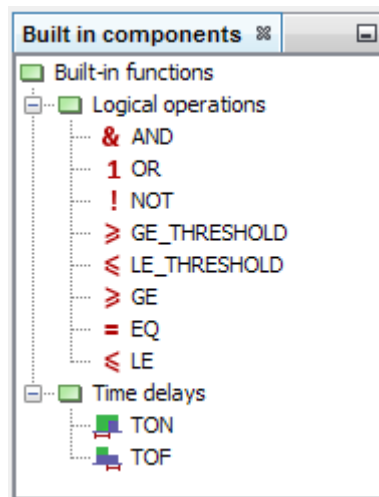 Built in components
Built-in functions
Logical operations
& AND
1 OR
! NOT
⩾ GE_THRESHOLD
⩽ LE_THRESHOLD
⩾ GE
= EQ
⩽ LE
Time delays
TON
TOF